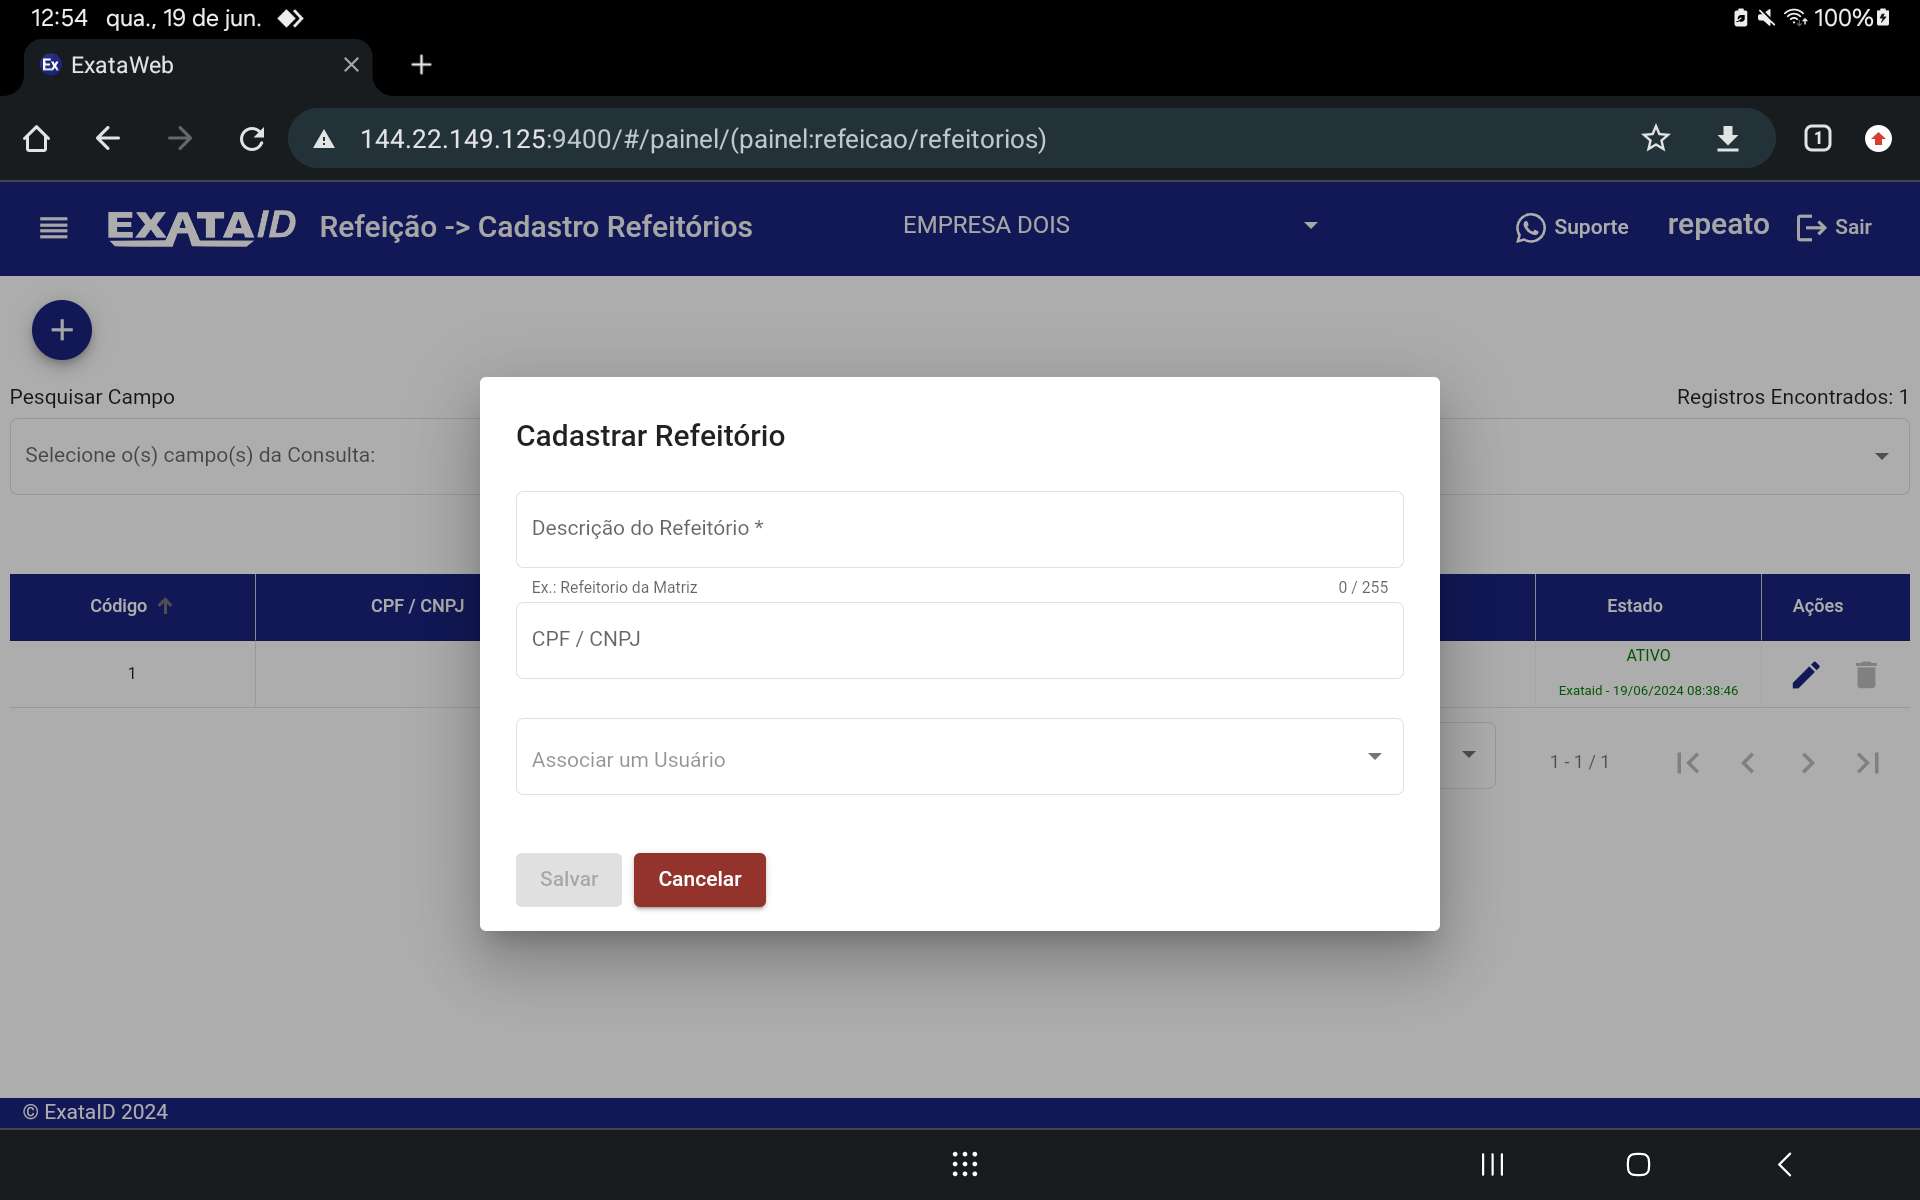 12:54 qua., 19 de jun. 100%
Ex ExataWeb
144.22.149.125:9400/#/painel/(painel:refeicao/refeitorios) 1
EXATAID Refeição -> Cadastro Refeitórios EMPRESA DOIS Suporte repeato Sair
Pesquisar Campo Registros Encontrados: 1
Selecione o(s) campo(s) da Consulta:
Cadastrar Refeitório
Descrição do Refeitório *
Ex.: Refeitorio da Matriz 0 / 255
CPF / CNPJ
Associar um Usuário
Salvar Cancelar
Código CPF / CNPJ Estado Ações
1 ATIVO
Exataid - 19/06/2024 08:38:46
1 - 1 / 1
© ExataID 2024